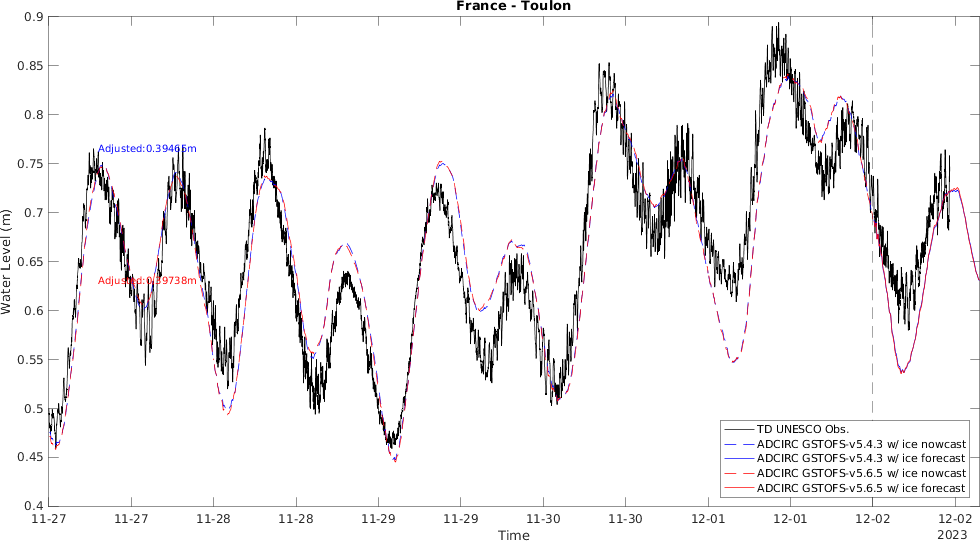 France - Toulon
0.9
0.85
0.8
0.75
0.7
0.65
0.6
0.55
0.5
0.45
0.4
Water Level (m)
Adjusted:0.39465m
Adjusted:0.39738m
TD UNESCO Obs.
ADCIRC GSTOFS-v5.4.3 w/ ice nowcast
ADCIRC GSTOFS-v5.4.3 w/ ice forecast
ADCIRC GSTOFS-v5.6.5 w/ ice nowcast
ADCIRC GSTOFS-v5.6.5 w/ ice forecast
11-27 11-27 11-28 11-28 11-29 11-29 11-30 11-30 12-01 12-01 12-02 12-02
Time
2023